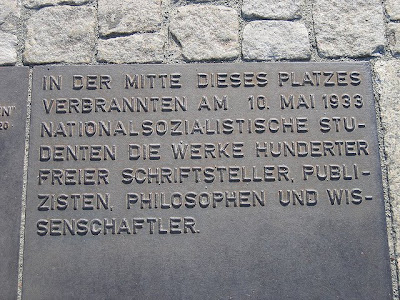 IN DER MITTE DIESES PLATZES
VERBRANNTEN AM 10. MAI 1933
NATIONALSOZIALISTISCHE STU-
DENTEN DIE WERKE HUNDERTER
FREIER SCHRIFTSTELLER, PUBLI-
ZISTEN, PHILOSOPHEN UND WIS-
SENSCHAFTLER.